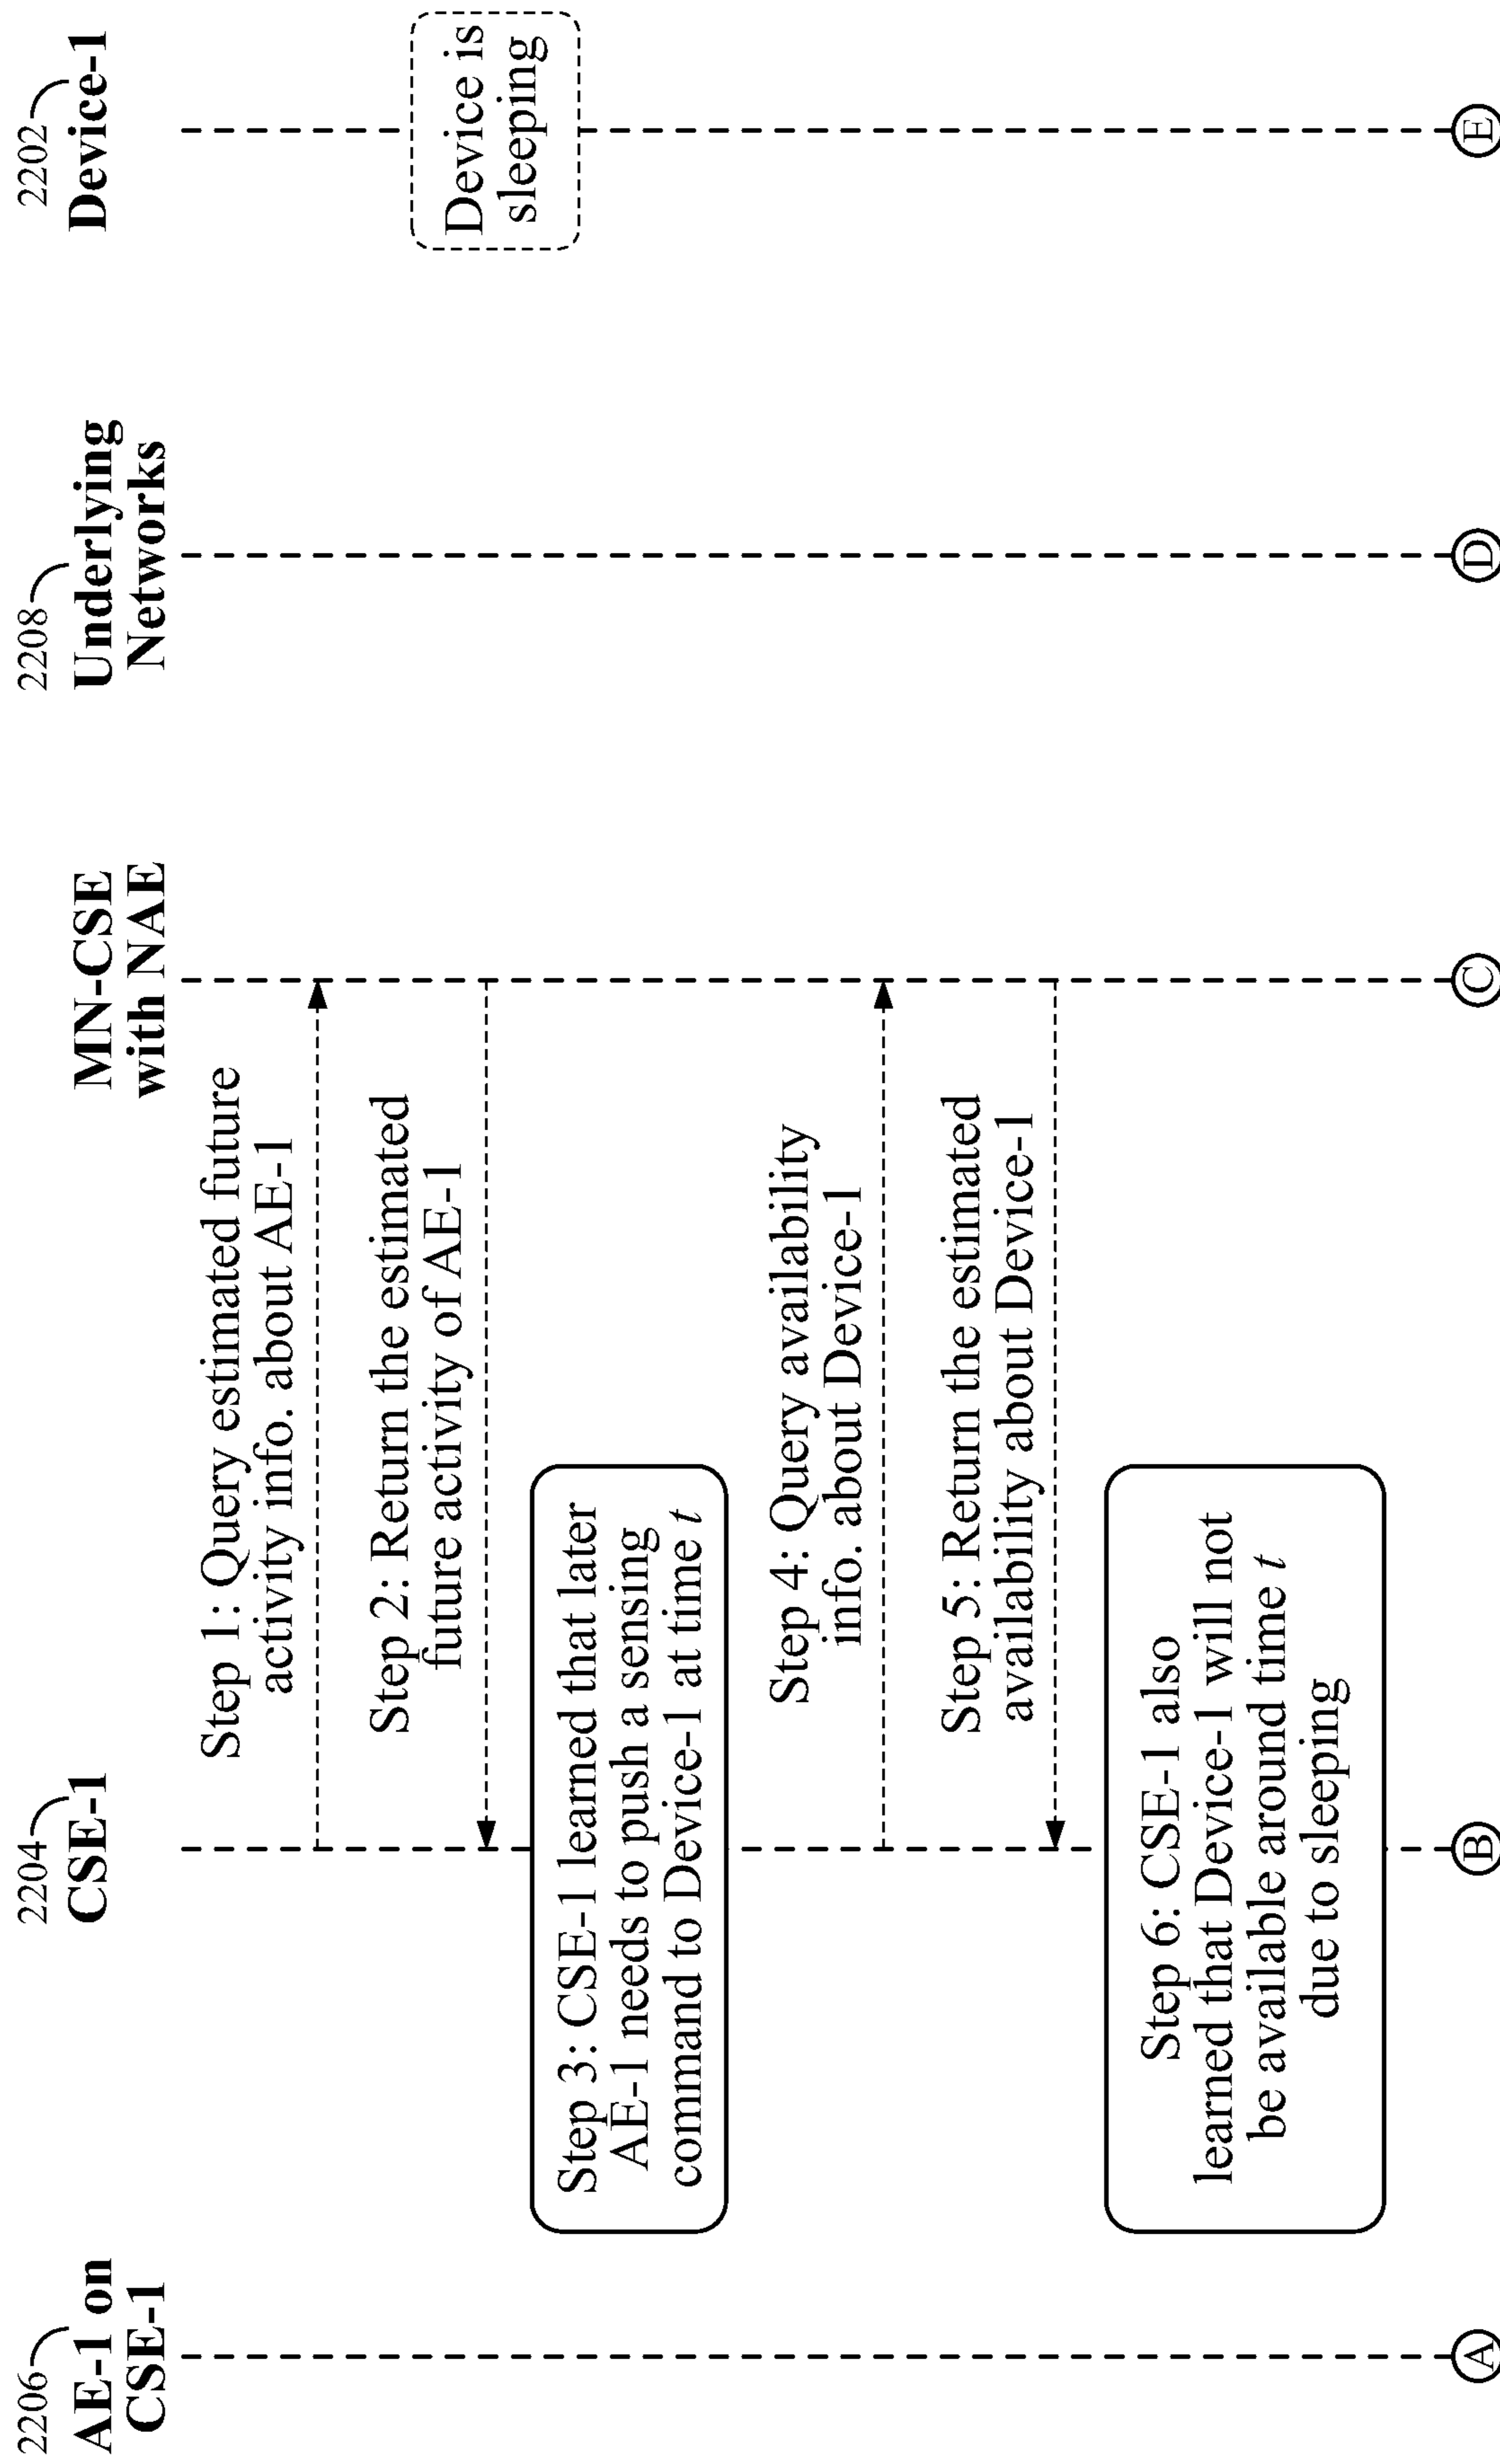 2206
AE-1 on
CSE-1
2204
CSE-1
MN-CSE
with NAE
2208
Underlying
Networks
2202
Device-1
Step 1: Query estimated future
activity info. about AE-1
Step 2: Return the estimated
future activity of AE-1
Device is
sleeping
Step 3: CSE-1 learned that later
AE-1 needs to push a sensing
command to Device-1 at time t
Step 4: Query availability
info. about Device-1
Step 5: Return the estimated
availability about Device-1
Step 6: CSE-1 also
learned that Device-1 will not
be available around time t
due to sleeping
A
B
C
D
E